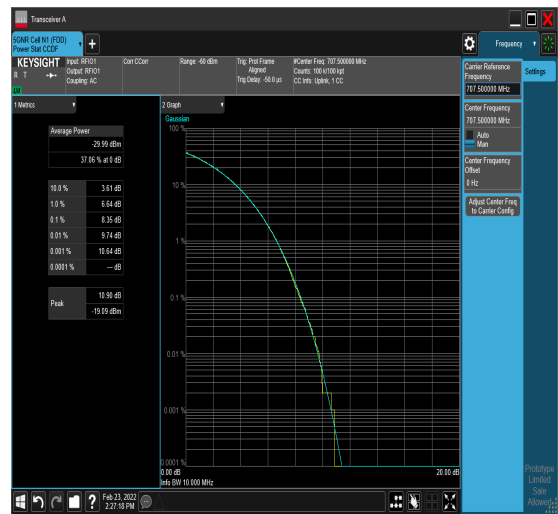 Transceiver A
5GNR Cell N1 (FDD)
Power Stat CCDF
Frequency
KEYSIGHT
R T
LXI
Input: RFIO1
Output: RFIO1
Coupling: AC
Corr CCorr
Range: -60 dBm
Trig: Prot Frame
Aligned
Trig Delay: -50.0 µs
#Center Freq: 707.500000 MHz
Counts: 100 k/100 kpt
CC Info: Uplink, 1 CC
1 Metrics
Average Power
-29.99 dBm
37.06 % at 0 dB
10.0 % 3.61 dB
1.0 % 6.64 dB
0.1 % 8.35 dB
0.01 % 9.74 dB
0.001 % 10.64 dB
0.0001 % --- dB
Peak
10.90 dB
-19.09 dBm
2 Graph
Gaussian
100 %
10 %
1 %
0.1 %
0.01 %
0.001 %
0.0001 %
0.00 dB
20.00 dB
Info BW 10.000 MHz
Carrier Reference
Frequency
707.500000 MHz
Center Frequency
707.500000 MHz
Auto
Man
Center Frequency
Offset
0 Hz
Adjust Center Freq
to Carrier Config
Settings
Prototype
Limited
Sale
Allowed
Feb 23, 2022
2:27:18 PM
?